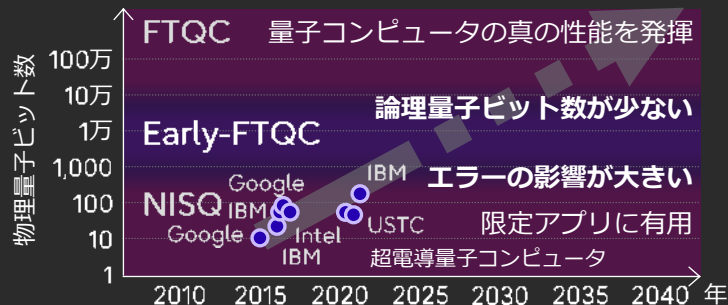 FTQC 量子コンピュータの真の性能を発揮
物理量子ビット数
100万
10万
1万
1,000
100
10
1
論理量子ビット数が少ない
Early-FTQC
エラーの影響が大きい
IBM
Google
NISQ
IBM
限定アプリに有用
USTC
Google
Intel
IBM
超電導量子コンピュータ
2010 2015 2020 2025 2030 2035 2040 年